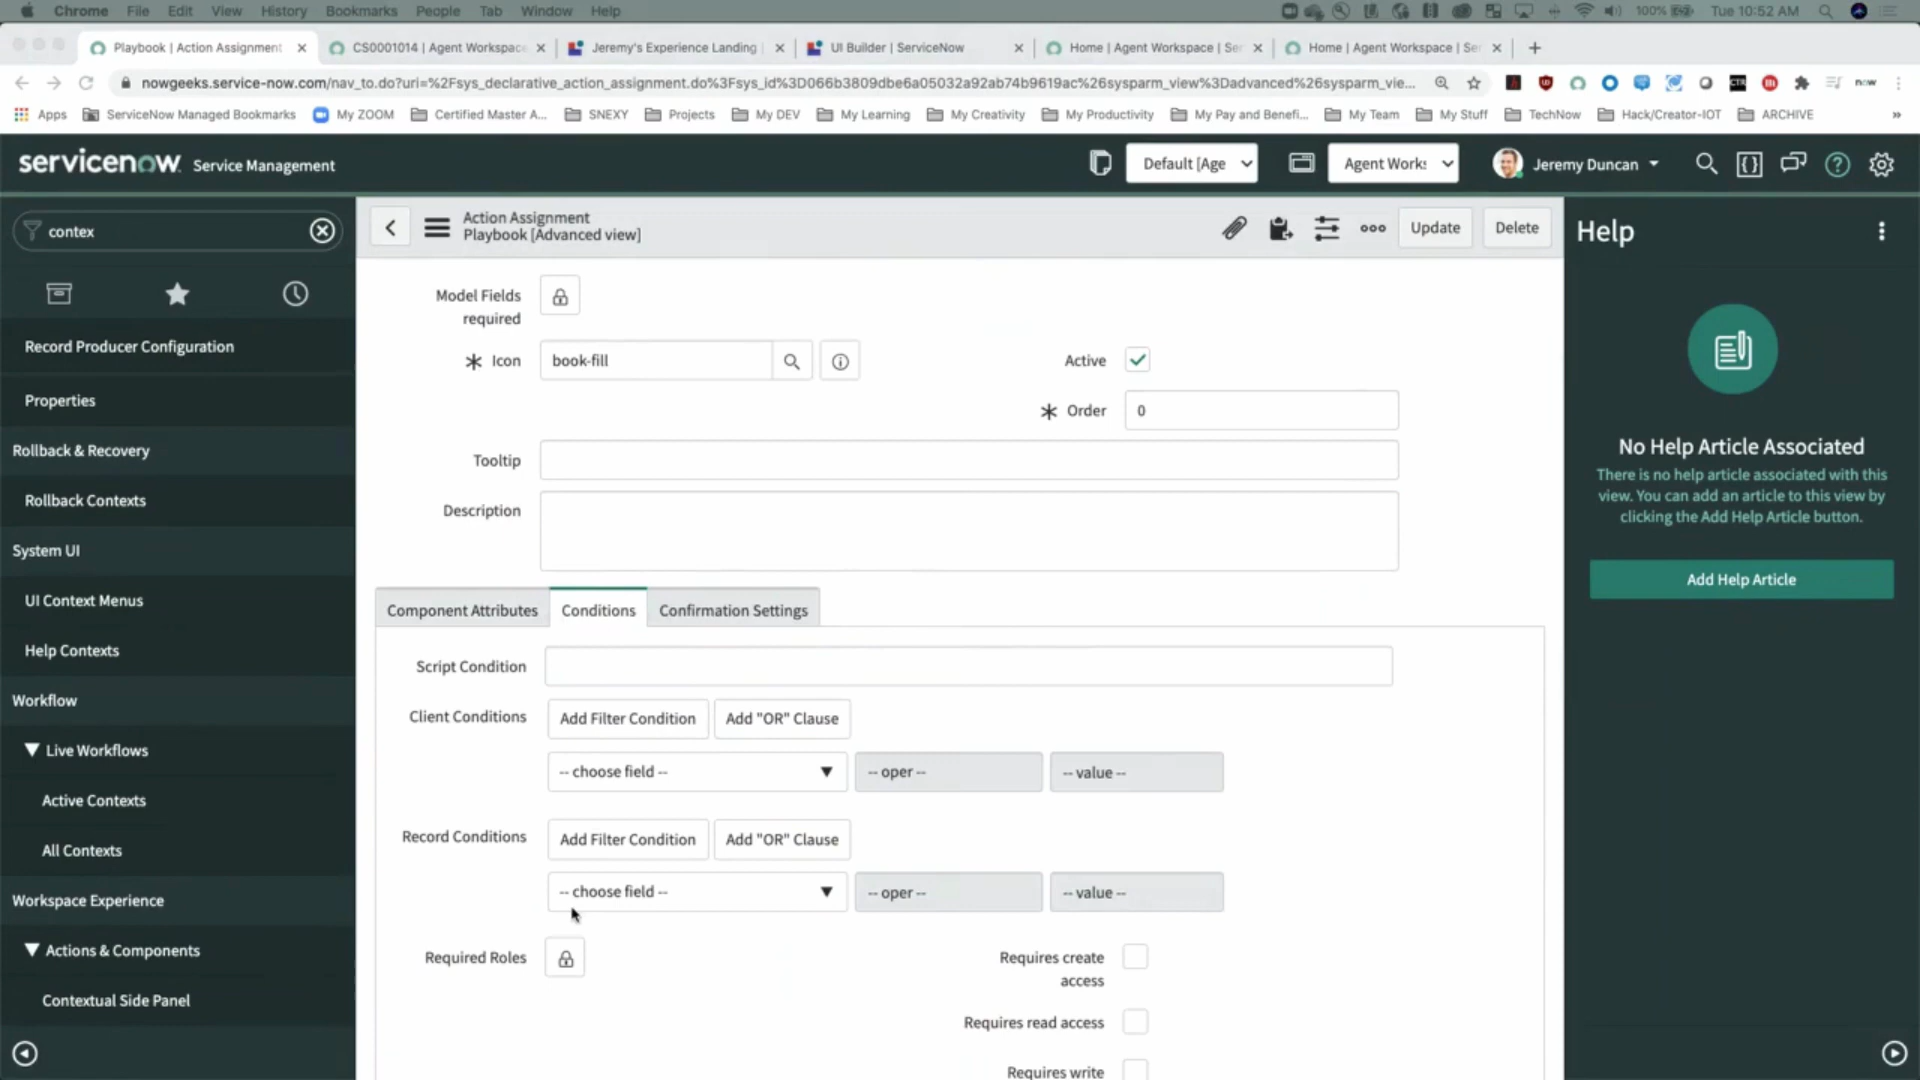 Chrome File Edit View History Bookmarks People Tab Window Help 100% Tue 10:52 AM
Playbook | Action Assignment CS0001014 | Agent Workspace Jeremy's Experience Landing UI Builder | ServiceNow Home | Agent Workspace | Ser Home | Agent Workspace | Ser
nowgeeks.service-now.com/nav_to.do?uri=%2Fsys_declarative_action_assignment.do%3Fsys_id%3D066b3809dbe6a05032a92ab74b9619ac%26sysparm_view%3Dadvanced%26sysparm_vie...
Apps ServiceNow Managed Bookmarks My ZOOM Certified Master A... SNEXY Projects My DEV My Learning My Creativity My Productivity My Pay and Benefi... My Team My Stuff TechNow Hack/Creator-IOT ARCHIVE »
servicenow Service Management Default [Age Agent Works Jeremy Duncan
contex
Record Producer Configuration
Properties
Rollback & Recovery
Rollback Contexts
System UI
UI Context Menus
Help Contexts
Workflow
Live Workflows
Active Contexts
All Contexts
Workspace Experience
Actions & Components
Contextual Side Panel
Action Assignment
Playbook [Advanced view]
Update Delete
Model Fields
required
Icon book-fill
Active
Order 0
Tooltip
Description
Component Attributes Conditions Confirmation Settings
Script Condition
Client Conditions Add Filter Condition Add "OR" Clause
-- choose field -- -- oper -- -- value --
Record Conditions Add Filter Condition Add "OR" Clause
-- choose field -- -- oper -- -- value --
Required Roles
Requires create
access
Requires read access
Requires write
Help
No Help Article Associated
There is no help article associated with this
view. You can add an article to this view by
clicking the Add Help Article button.
Add Help Article